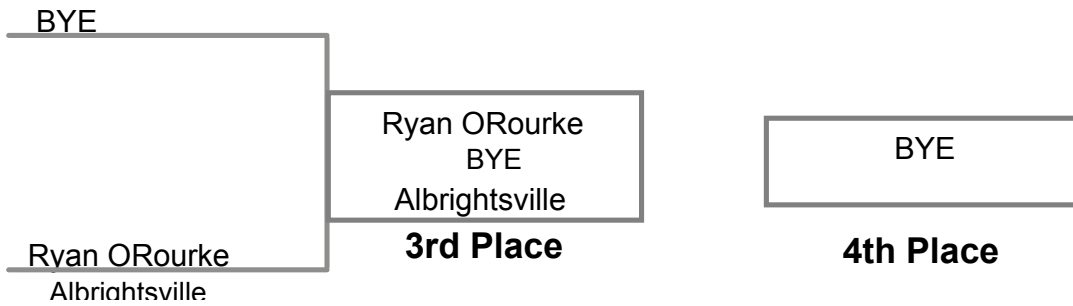 BYE
Ryan ORourke
BYE
Albrightsville
3rd Place
BYE
4th Place
Ryan ORourke
Albrightsville